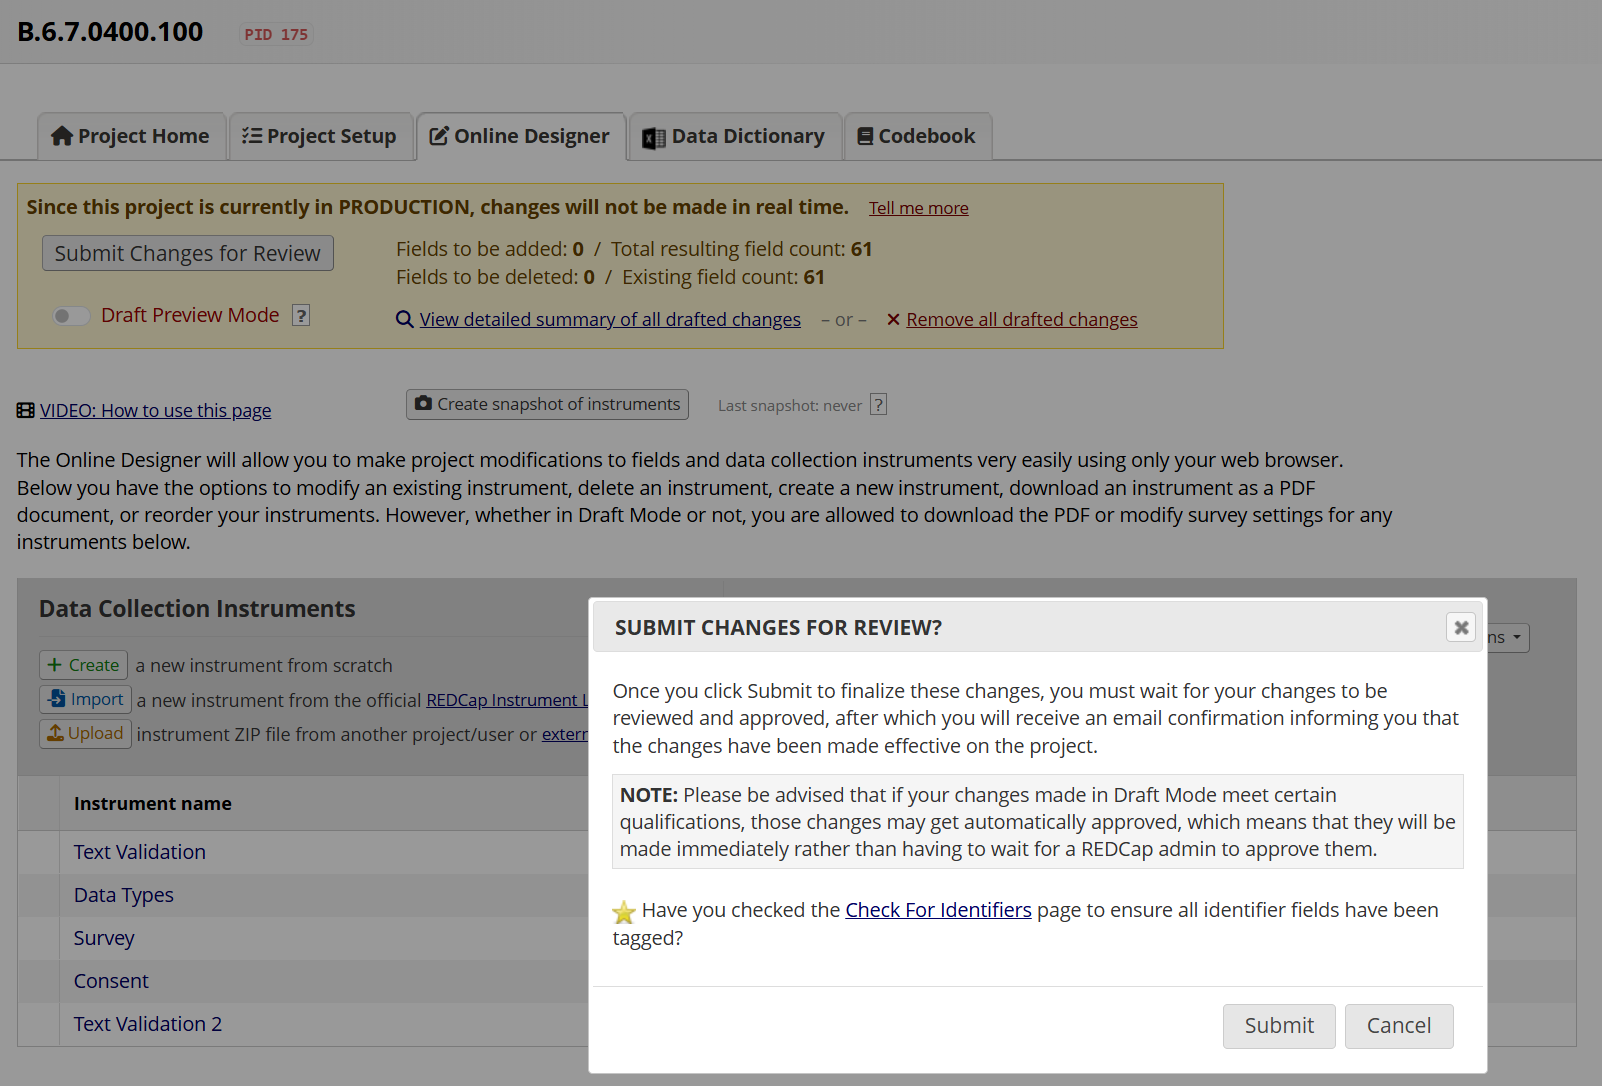 B.6.7.0400.100 PID 175
Project Home Project Setup Online Designer Data Dictionary Codebook
Since this project is currently in PRODUCTION, changes will not be made in real time. Tell me more
Submit Changes for Review
Fields to be added: 0 / Total resulting field count: 61
Fields to be deleted: 0 / Existing field count: 61
Draft Preview Mode ?
View detailed summary of all drafted changes – or – Remove all drafted changes
VIDEO: How to use this page Create snapshot of instruments Last snapshot: never ?
The Online Designer will allow you to make project modifications to fields and data collection instruments very easily using only your web browser.
Below you have the options to modify an existing instrument, delete an instrument, create a new instrument, download an instrument as a PDF
document, or reorder your instruments. However, whether in Draft Mode or not, you are allowed to download the PDF or modify survey settings for any
instruments below.
Data Collection Instruments
Create a new instrument from scratch
Import a new instrument from the official REDCap Instrument L
Upload instrument ZIP file from another project/user or extern
ns
Instrument name
Text Validation
Data Types
Survey
Consent
Text Validation 2
SUBMIT CHANGES FOR REVIEW?
Once you click Submit to finalize these changes, you must wait for your changes to be
reviewed and approved, after which you will receive an email confirmation informing you that
the changes have been made effective on the project.
NOTE: Please be advised that if your changes made in Draft Mode meet certain
qualifications, those changes may get automatically approved, which means that they will be
made immediately rather than having to wait for a REDCap admin to approve them.
Have you checked the Check For Identifiers page to ensure all identifier fields have been
tagged?
Submit Cancel